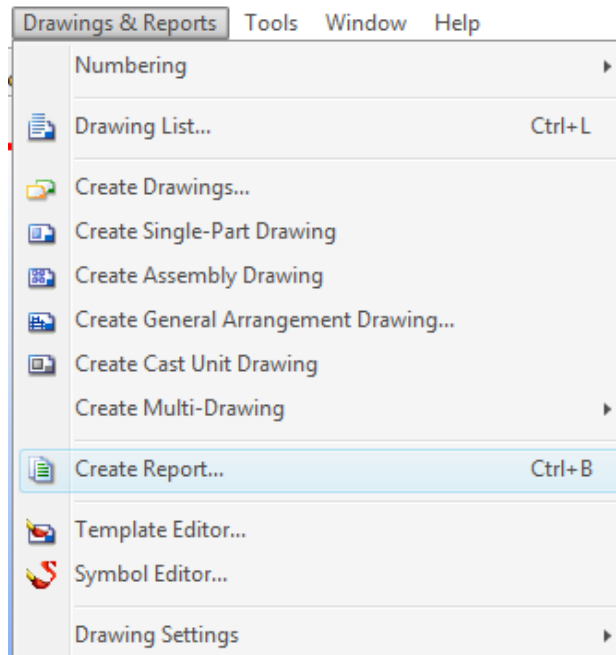 Drawings & Reports Tools Window Help
Numbering
Drawing List... Ctrl+L
Create Drawings...
Create Single-Part Drawing
Create Assembly Drawing
Create General Arrangement Drawing...
Create Cast Unit Drawing
Create Multi-Drawing
Create Report... Ctrl+B
Template Editor...
Symbol Editor...
Drawing Settings